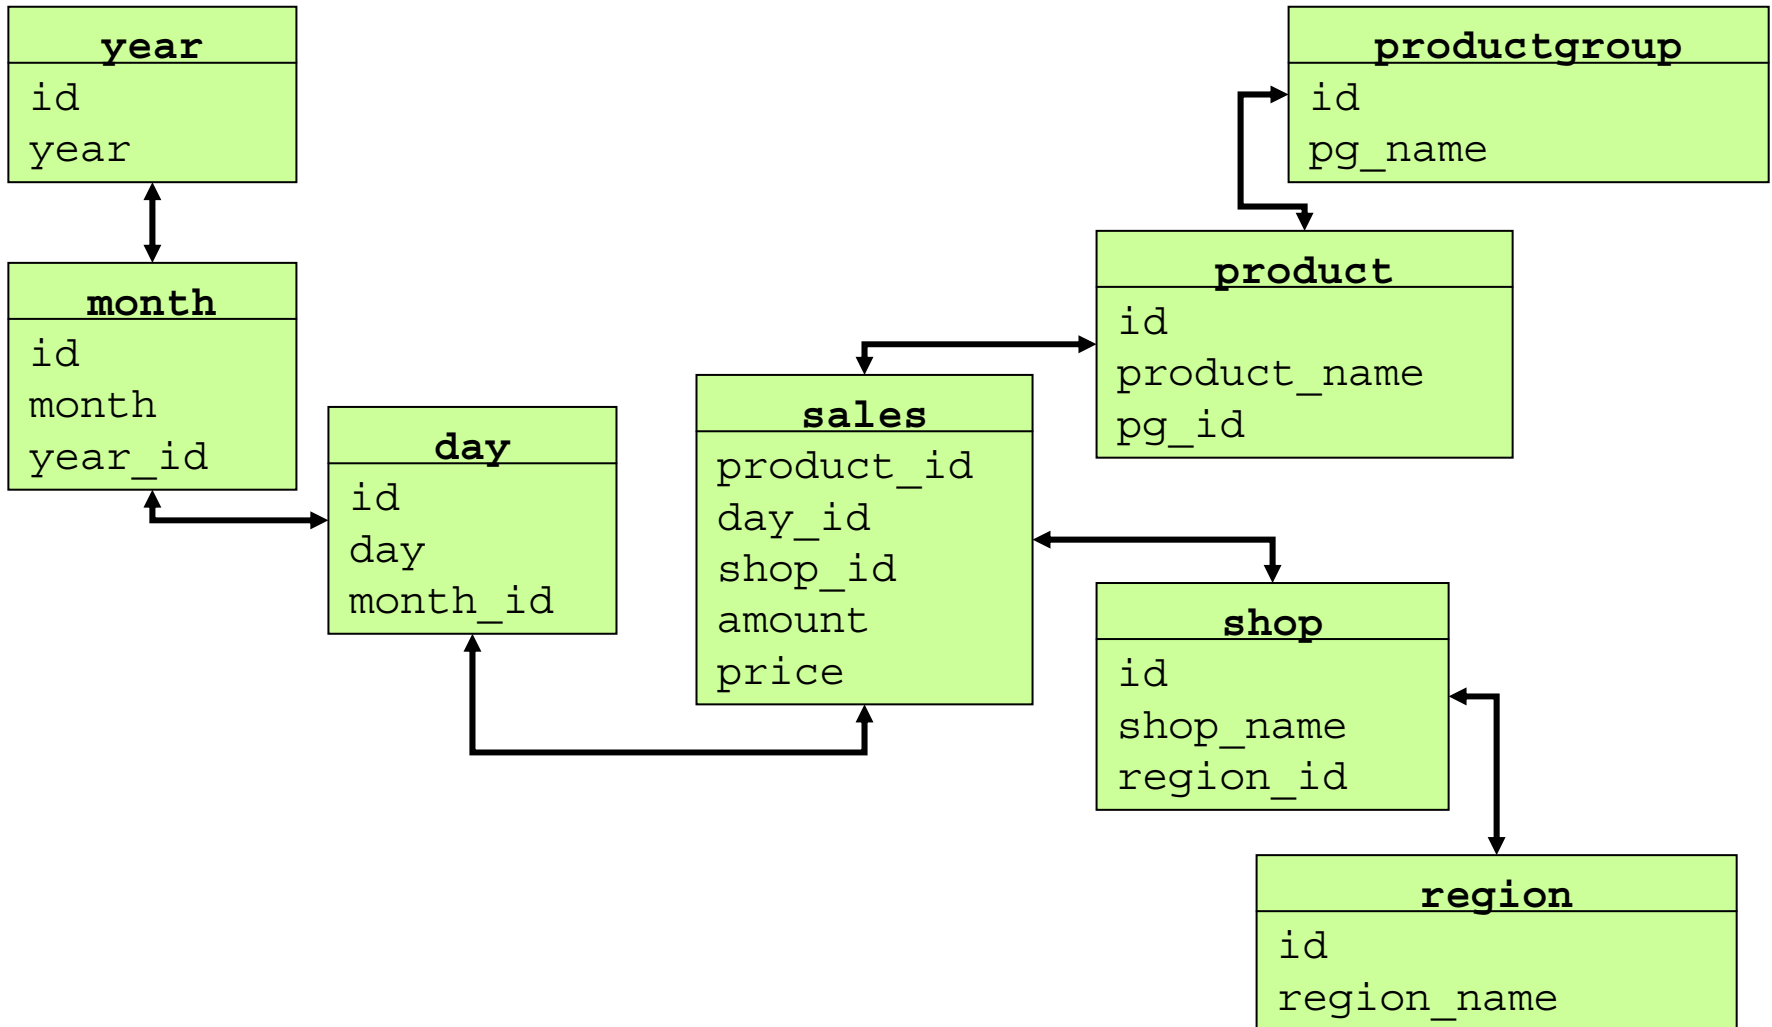 year
id
year
month
id
month
year_id
day
id
day
month_id
sales
product_id
day_id
shop_id
amount
price
productgroup
id
pg_name
product
id
product_name
pg_id
shop
id
shop_name
region_id
region
id
region_name